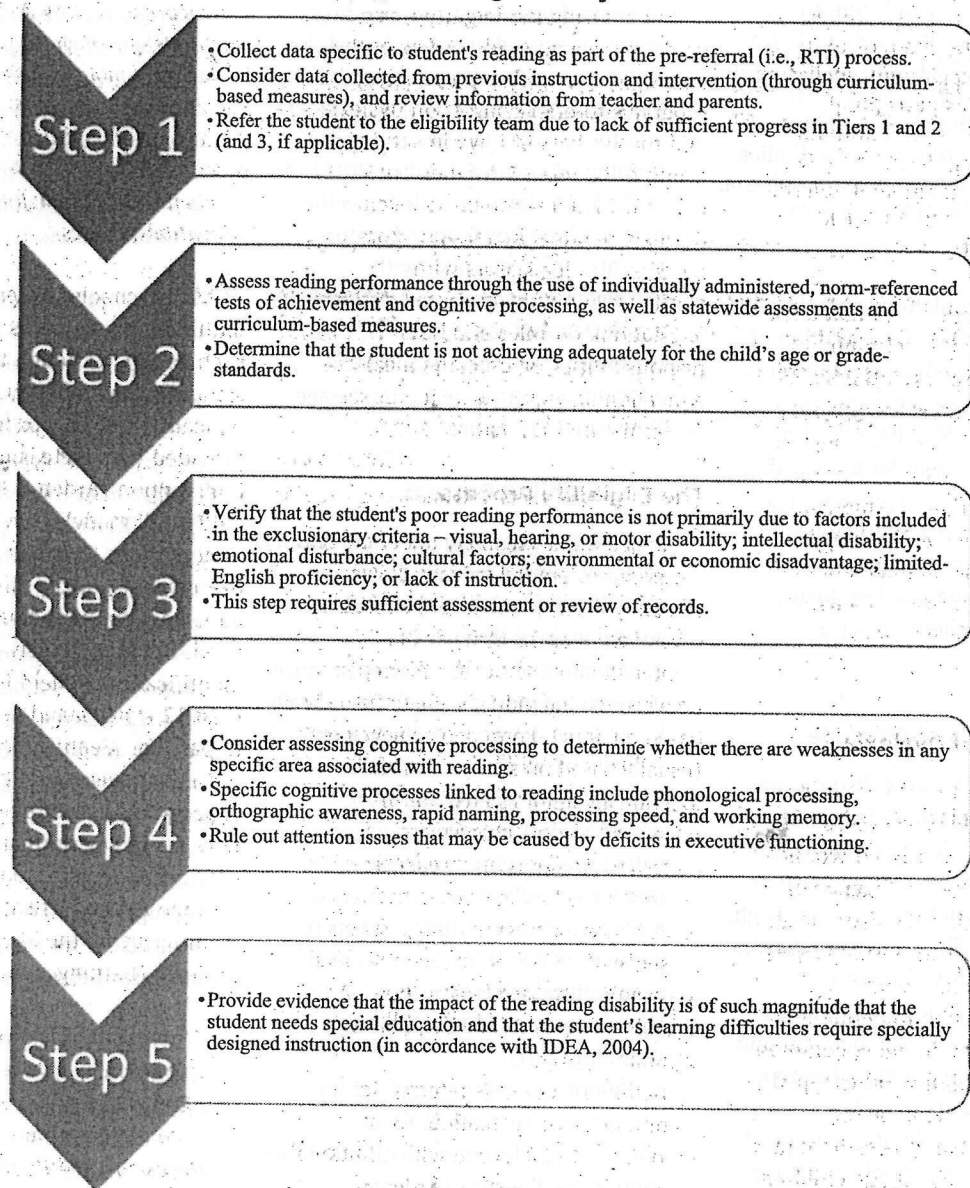 •Collect data specific to student's reading as part of the pre-referral (i.e., RTI) process.
•Consider data collected from previous instruction and intervention (through curriculum-
based measures), and review information from teacher and parents.
•Refer the student to the eligibility team due to lack of sufficient progress in Tiers 1 and 2
(and 3, if applicable).
Step 1
•Assess reading performance through the use of individually administered, norm-referenced
tests of achievement and cognitive processing, as well as statewide assessments and
curriculum-based measures.
•Determine that the student is not achieving adequately for the child's age or grade-
standards.
Step 2
•Verify that the student's poor reading performance is not primarily due to factors included
in the exclusionary criteria – visual, hearing, or motor disability; intellectual disability;
emotional disturbance; cultural factors; environmental or economic disadvantage; limited-
English proficiency; or lack of instruction.
•This step requires sufficient assessment or review of records.
Step 3
•Consider assessing cognitive processing to determine whether there are weaknesses in any
specific area associated with reading.
•Specific cognitive processes linked to reading include phonological processing,
orthographic awareness, rapid naming, processing speed, and working memory.
•Rule out attention issues that may be caused by deficits in executive functioning.
Step 4
•Provide evidence that the impact of the reading disability is of such magnitude that the
student needs special education and that the student's learning difficulties require specially
designed instruction (in accordance with IDEA, 2004).
Step 5